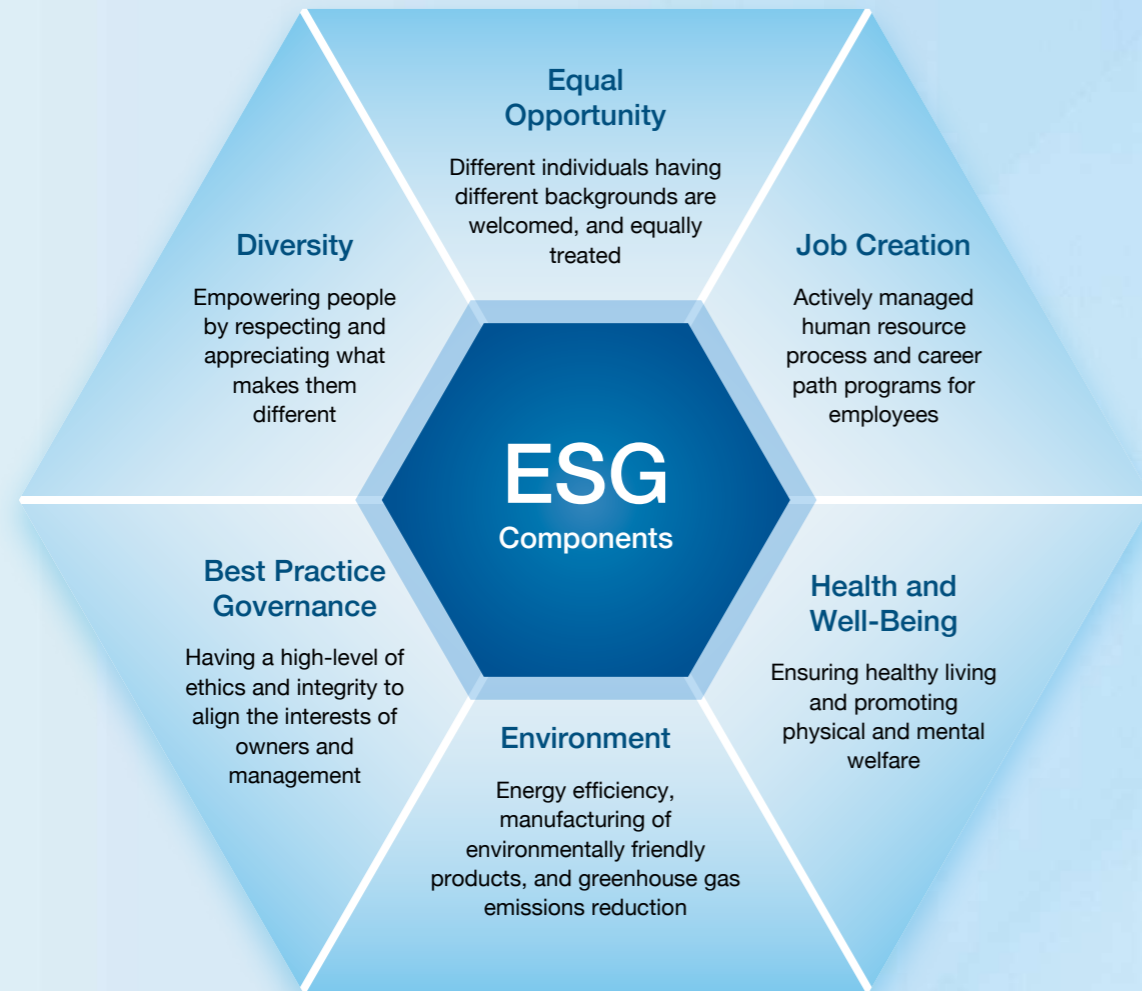 Equal
Opportunity
Different individuals having
different backgrounds are
welcomed, and equally
treated
Job Creation
Actively managed
human resource
process and career
path programs for
employees
Health and
Well-Being
Ensuring healthy living
and promoting
physical and mental
welfare
Environment
Energy efficiency,
manufacturing of
environmentally friendly
products, and greenhouse gas
emissions reduction
Best Practice
Governance
Having a high-level of
ethics and integrity to
align the interests of
owners and
management
Diversity
Empowering people
by respecting and
appreciating what
makes them
different
ESG
Components